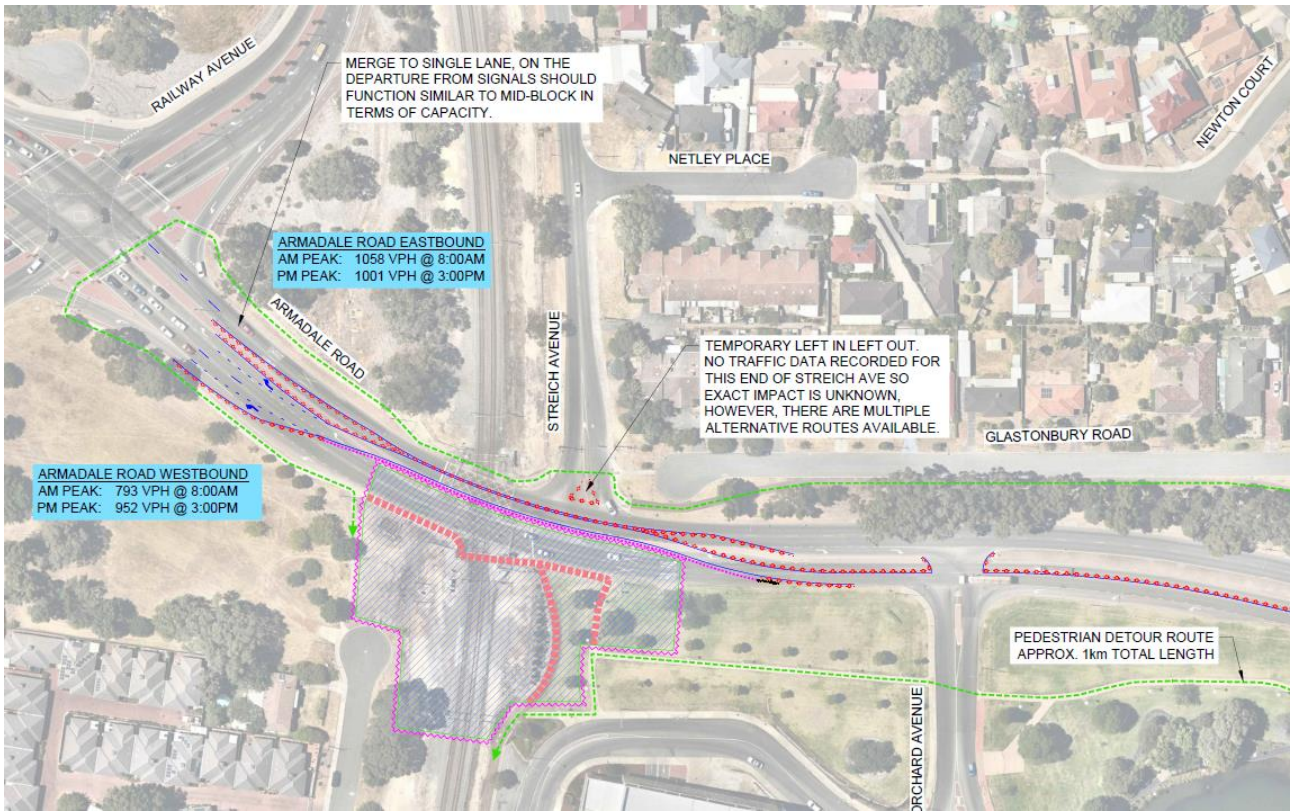 RAILWAY AVENUE
MERGE TO SINGLE LANE, ON THE
DEPARTURE FROM SIGNALS SHOULD
FUNCTION SIMILAR TO MID-BLOCK IN
TERMS OF CAPACITY.
NEWTON COURT
NETLEY PLACE
ARMADALE ROAD EASTBOUND
AM PEAK: 1058 VPH @ 8:00AM
PM PEAK: 1001 VPH @ 3:00PM
ARMADALE ROAD
STREICH AVENUE
TEMPORARY LEFT IN LEFT OUT.
NO TRAFFIC DATA RECORDED FOR
THIS END OF STREICH AVE SO
EXACT IMPACT IS UNKNOWN,
HOWEVER, THERE ARE MULTIPLE
ALTERNATIVE ROUTES AVAILABLE.
GLASTONBURY ROAD
ARMADALE ROAD WESTBOUND
AM PEAK: 793 VPH @ 8:00AM
PM PEAK: 952 VPH @ 3:00PM
PEDESTRIAN DETOUR ROUTE
APPROX. 1km TOTAL LENGTH
ORCHARD AVENUE